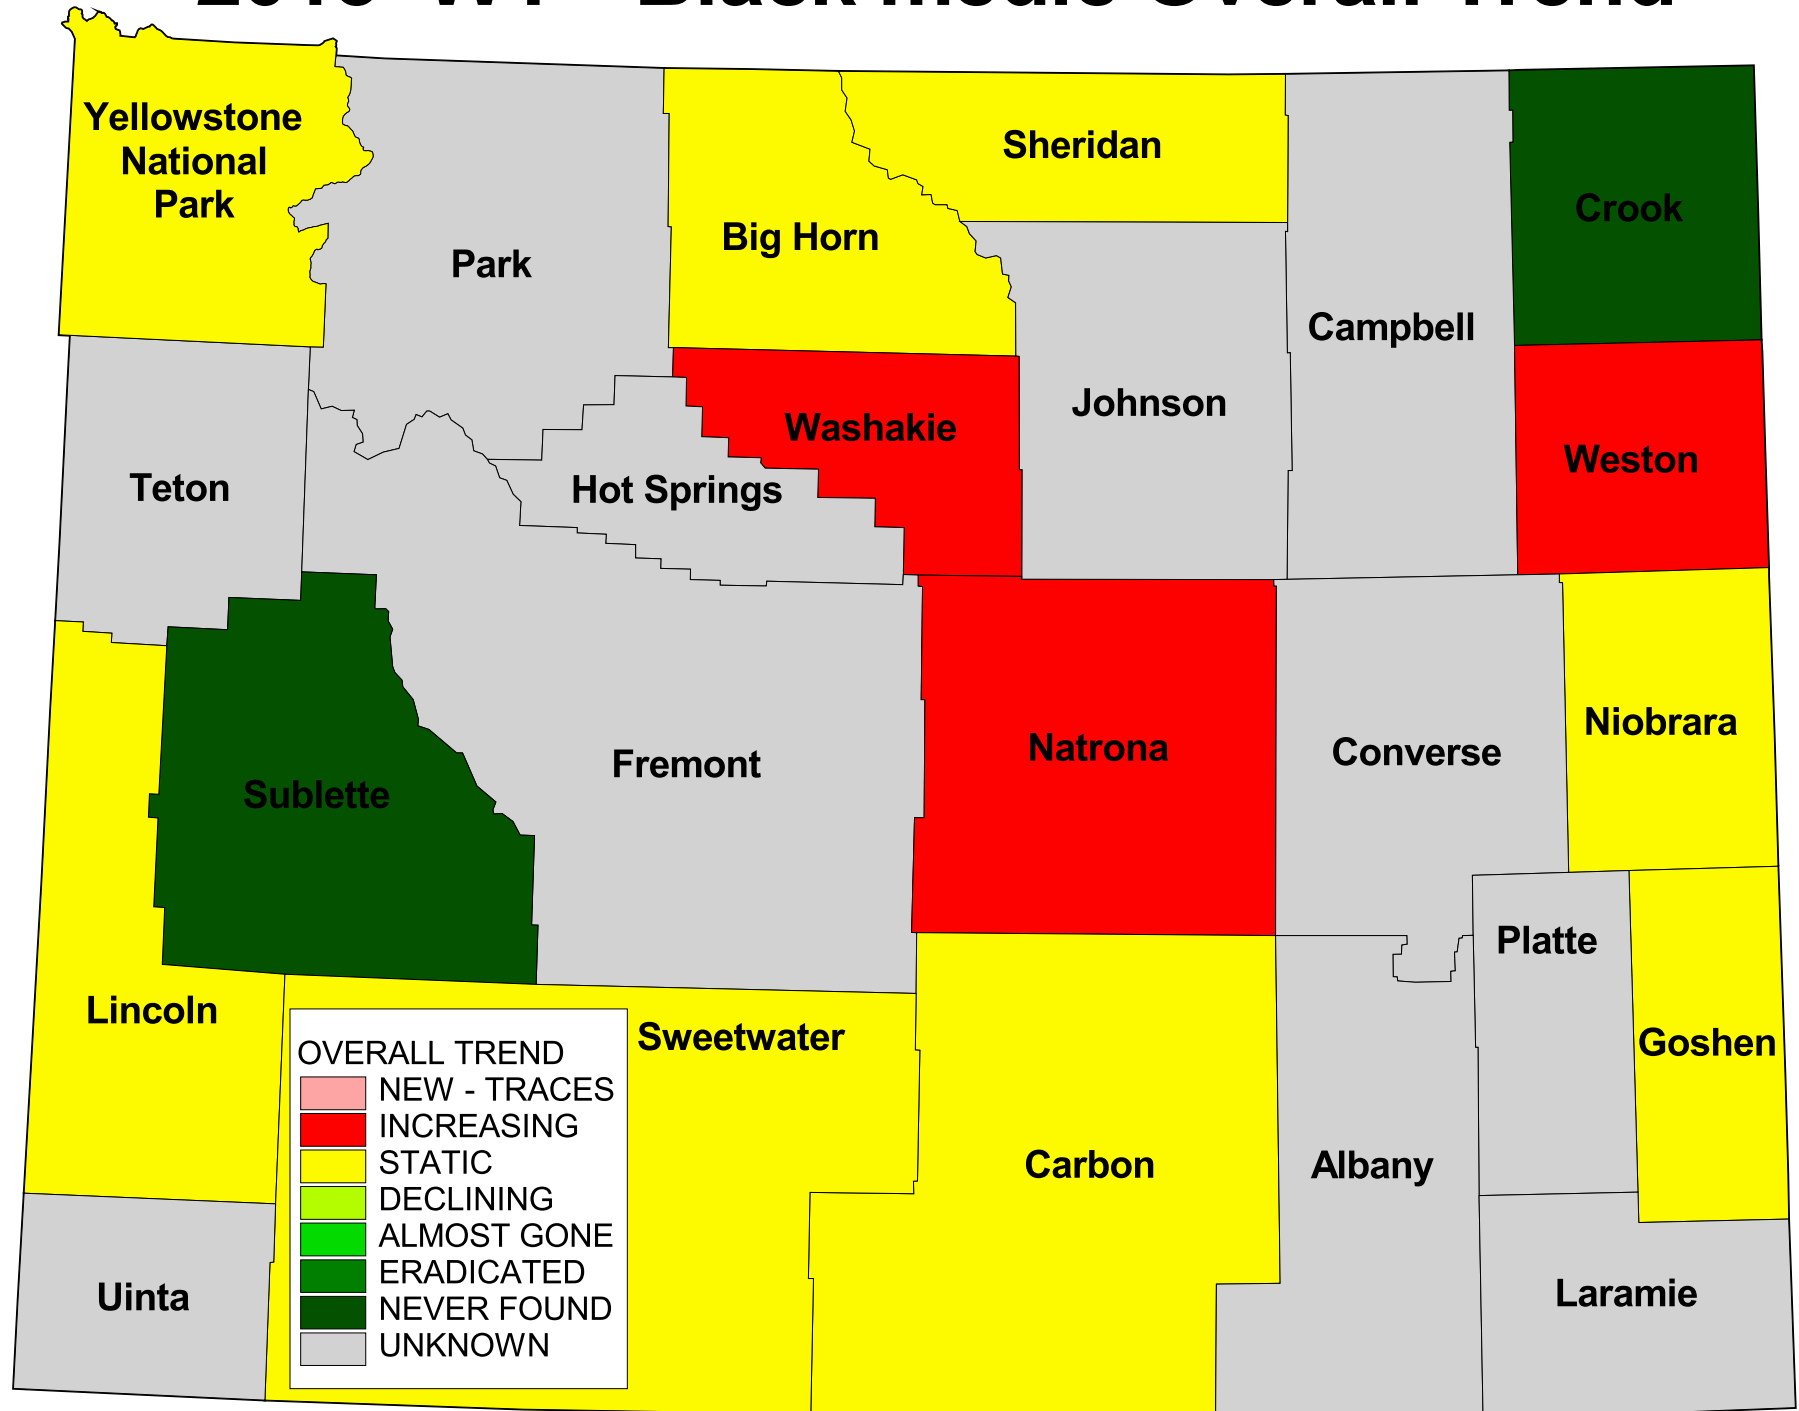 Yellowstone
National
Park
Park
Big Horn
Sheridan
Campbell
Crook
Johnson
Washakie
Weston
Teton
Hot Springs
Sublette
Fremont
Natrona
Converse
Niobrara
Platte
Lincoln
Sweetwater
Goshen
Carbon
Albany
Uinta
Laramie
OVERALL TREND
NEW - TRACES
INCREASING
STATIC
DECLINING
ALMOST GONE
ERADICATED
NEVER FOUND
UNKNOWN